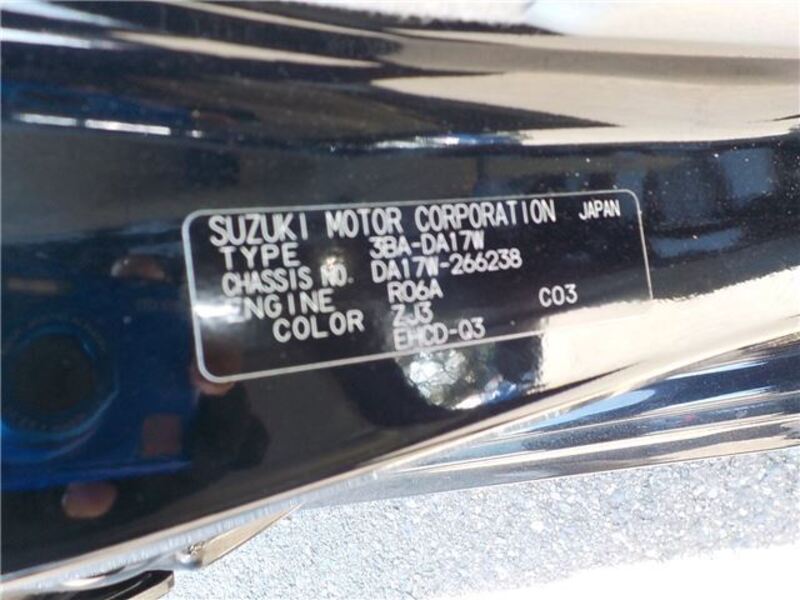 SUZUKI MOTOR CORPORATION JAPAN
TYPE 3BA-DA17W
CHASSIS NO. DA17W-266238
ENGINE R06A
COLOR ZJ3 C03
EHCD-Q3